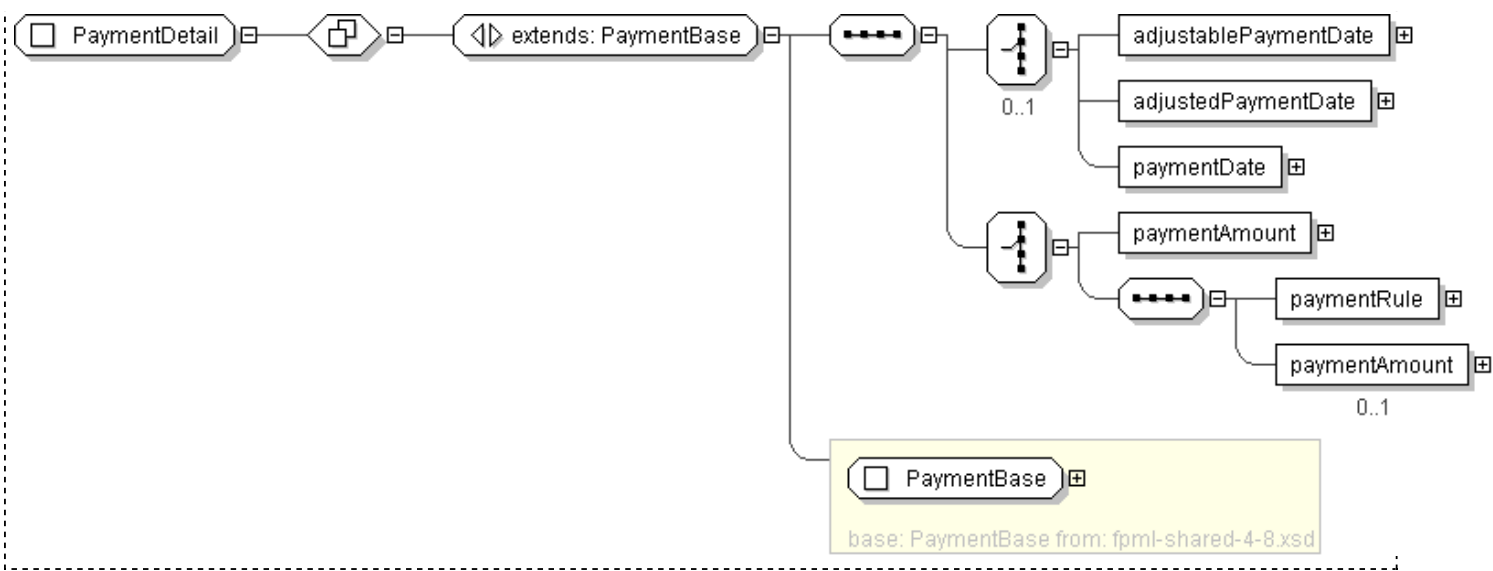 PaymentDetail
extends: PaymentBase
0..1
adjustablePaymentDate
adjustedPaymentDate
paymentDate
paymentAmount
paymentRule
paymentAmount
0..1
PaymentBase
base: PaymentBase from: fpml-shared-4-8.xsd